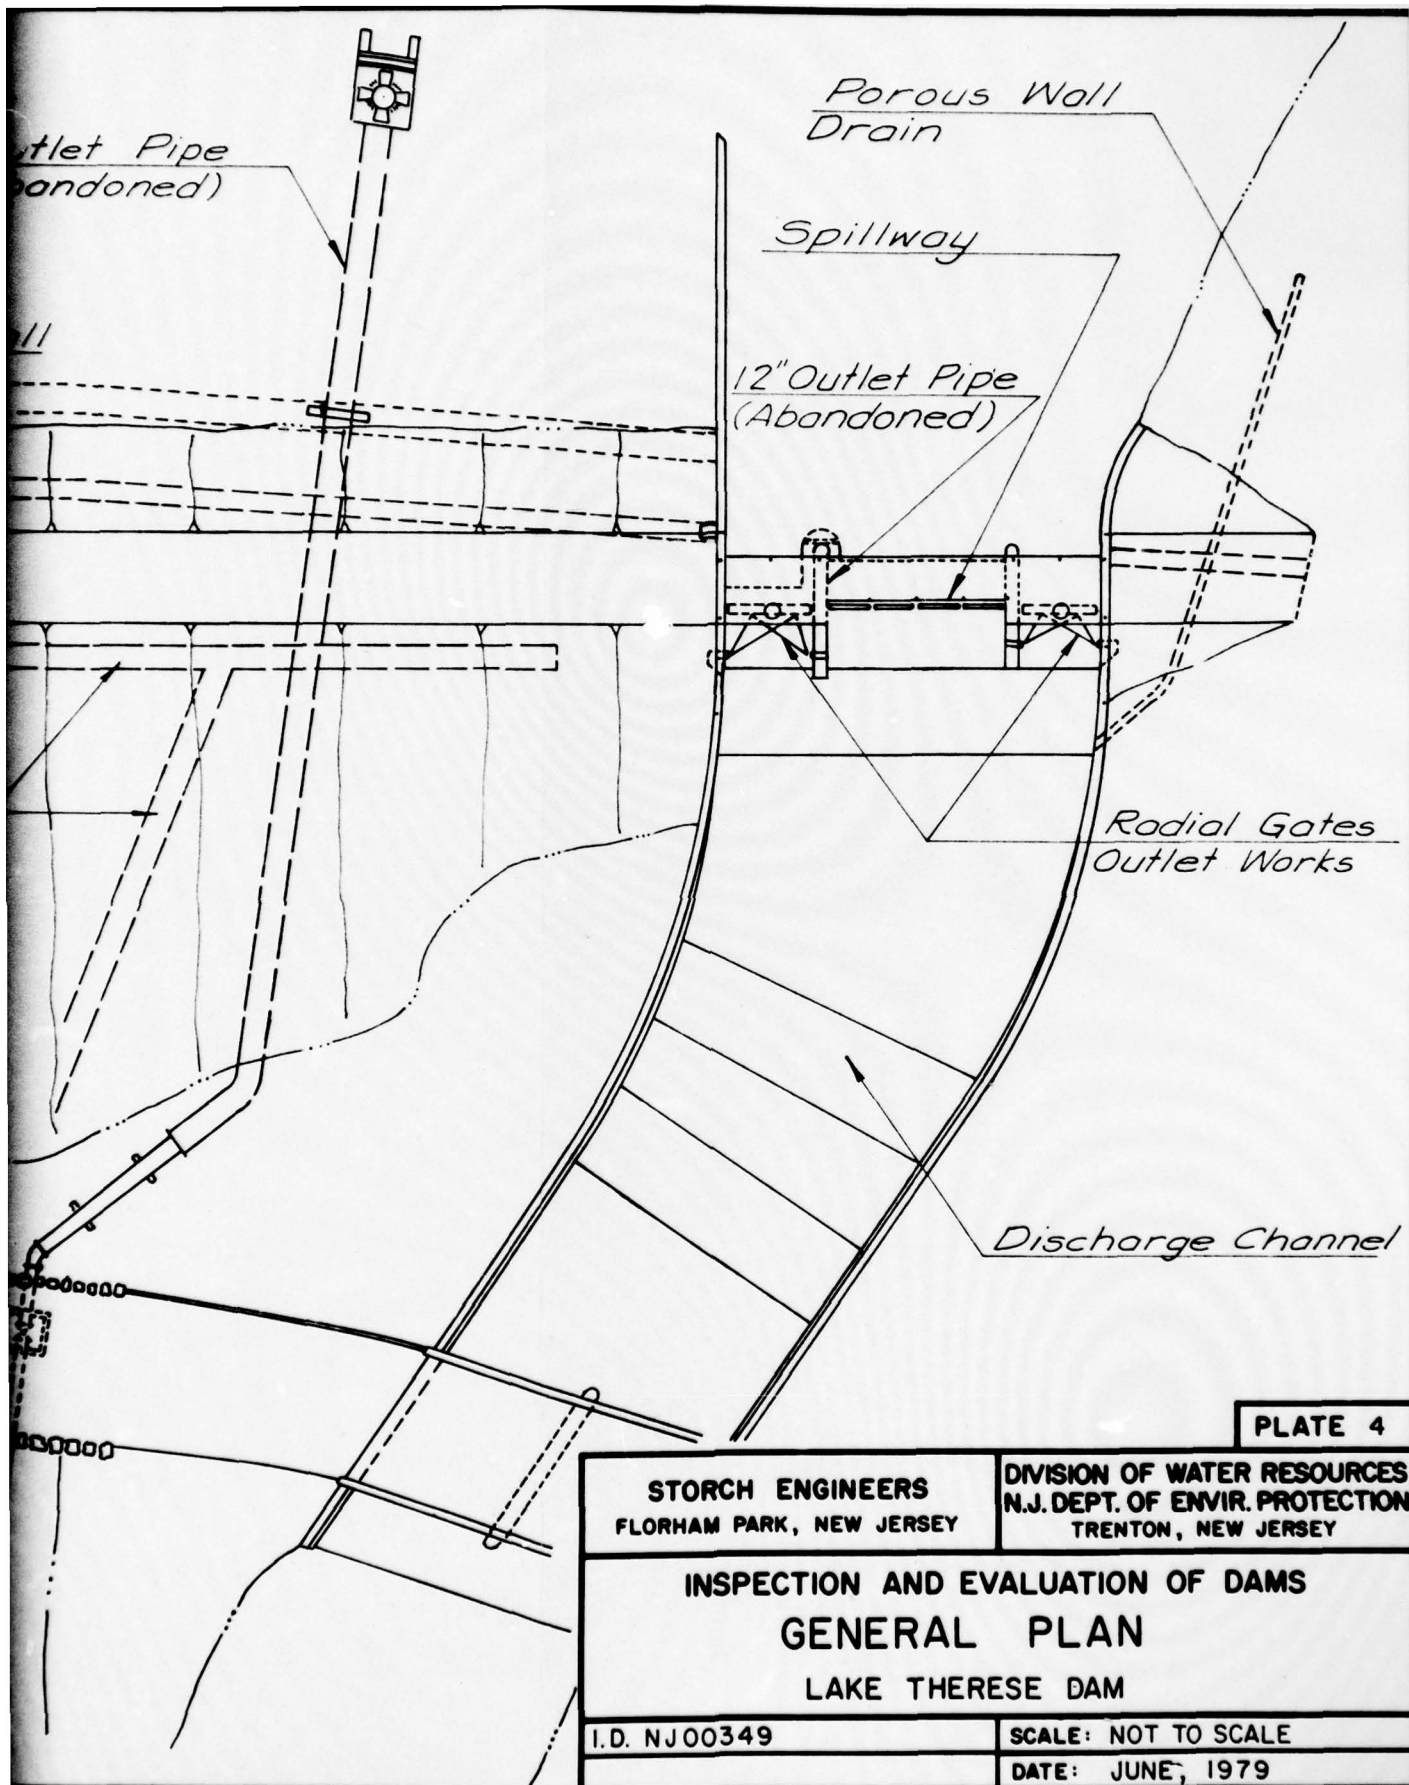 Porous Wall
Drain
utlet Pipe
bandoned)
Spillway
ll
12" Outlet Pipe
(Abandoned)
Radial Gates
Outlet Works
Discharge Channel
PLATE 4
STORCH ENGINEERS
FLORHAM PARK, NEW JERSEY
DIVISION OF WATER RESOURCES
N.J. DEPT. OF ENVIR. PROTECTION
TRENTON, NEW JERSEY
INSPECTION AND EVALUATION OF DAMS
GENERAL PLAN
LAKE THERESE DAM
I.D. NJ00349
SCALE: NOT TO SCALE
DATE: JUNE, 1979